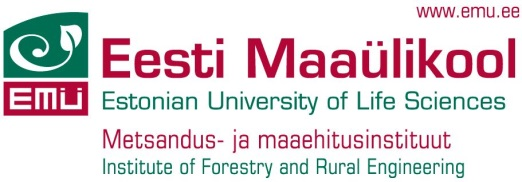 www.emu.ee
Eesti Maaülikool
EMÜ
Estonian University of Life Sciences
Metsandus- ja maaehitusinstituut
Institute of Forestry and Rural Engineering